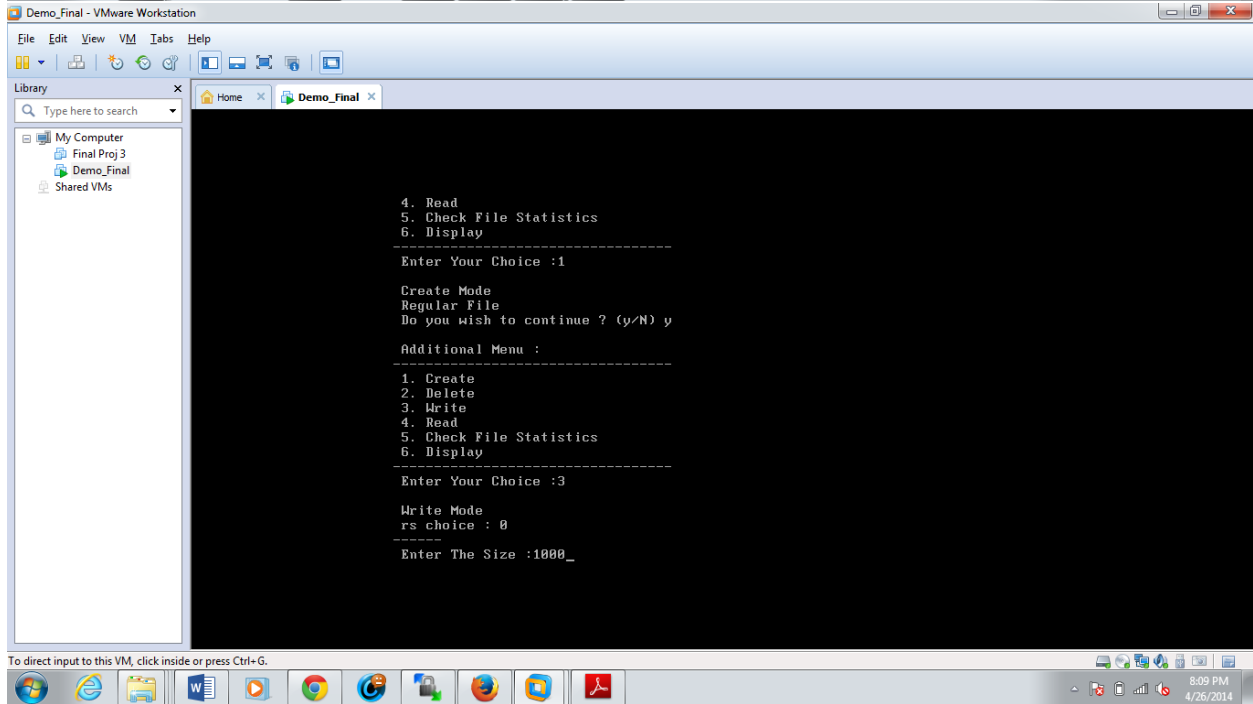 Demo_Final - VMware Workstation
File Edit View VM Tabs Help
Library
Type here to search
My Computer
Final Proj 3
Demo_Final
Shared VMs
Home
Demo_Final
4. Read
5. Check File Statistics
6. Display
-----------------------------------
Enter Your Choice :1
Create Mode
Regular File
Do you wish to continue ? (y/N) y
Additional Menu :
-----------------------------------
1. Create
2. Delete
3. Write
4. Read
5. Check File Statistics
6. Display
-----------------------------------
Enter Your Choice :3
Write Mode
rs choice : 0
------
Enter The Size :1000_
To direct input to this VM, click inside or press Ctrl+G.
8:09 PM
4/26/2014